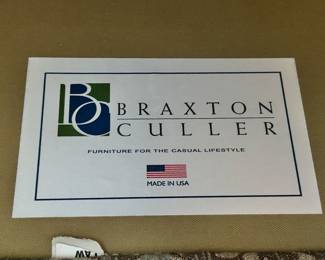 BC BRAXTON
CULLER
FURNITURE FOR THE CASUAL LIFESTYLE
MADE IN USA